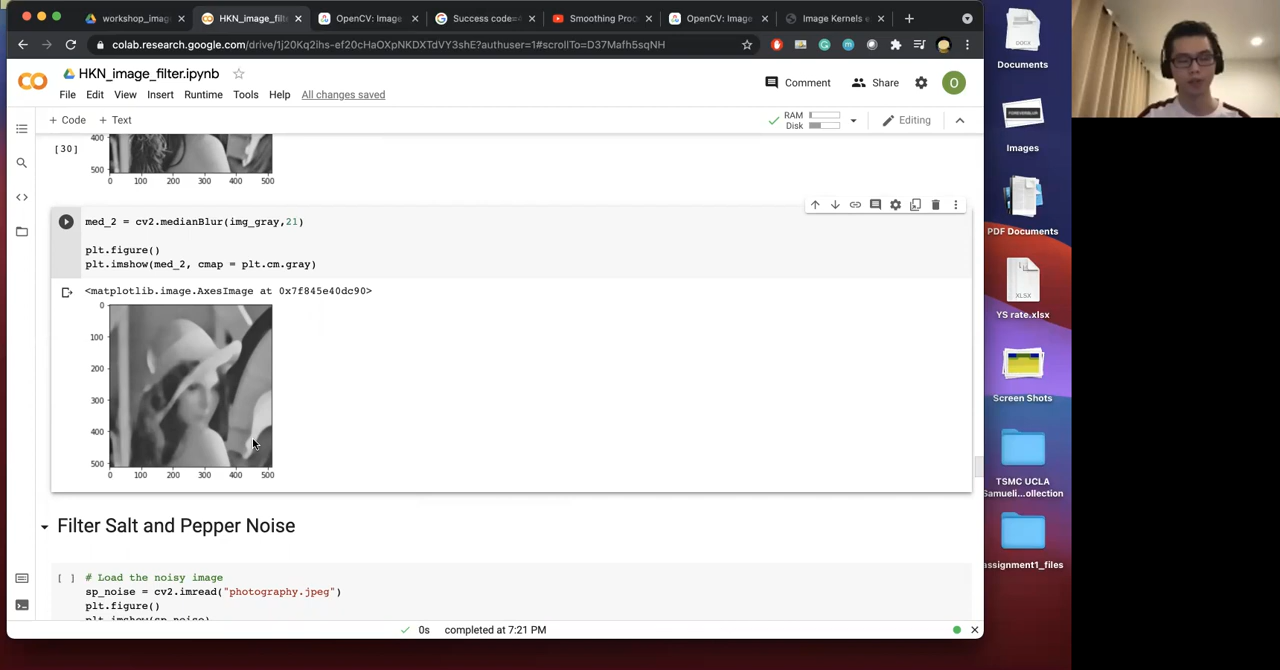 workshop_imag
HKN_image_filt
OpenCV: Image
Success code=
Smoothing Proc
OpenCV: Image
Image Kernels e
colab.research.google.com/drive/1j20Kq2ihs-ef20cHaOXpNKDXTdVY3shE?authuser=1#scrollTo=D37Mafh5sqNH
HKN_image_filter.ipynb
Comment
Share
O
File Edit View Insert Runtime Tools Help All changes saved
+ Code + Text
RAM
Disk
Editing
[30]
400
500
0 100 200 300 400 500
med_2 = cv2.medianBlur(img_gray,21)
plt.figure()
plt.imshow(med_2, cmap = plt.cm.gray)
<matplotlib.image.AxesImage at 0x7f845e40dc90>
0
100
200
300
400
500
0 100 200 300 400 500
Filter Salt and Pepper Noise
[ ] # Load the noisy image
sp_noise = cv2.imread("photography.jpeg")
plt.figure()
plt.imshow(sp_noise)
0s completed at 7:21 PM
DOCX
Documents
Images
PDF Documents
XLSX
YS rate.xlsx
Screen Shots
TSMC UCLA
Samueli...ollection
assignment1_files